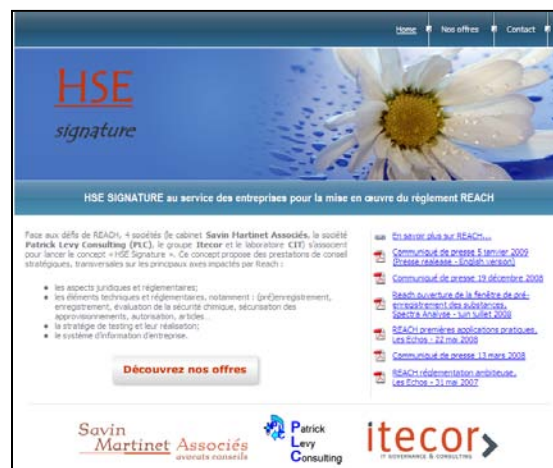 Home
Nos offres
Contact
HSE
signature
HSE SIGNATURE au service des entreprises pour la mise en œuvre du règlement REACH
Face aux défis de REACH, 4 sociétés (le cabinet Savin Martinet Associés, la société
Patrick Levy Consulting (PLC), le groupe Itecor et le laboratoire CIT) s'associent
pour lancer le concept « HSE Signature ». Ce concept propose des prestations de conseil
stratégiques, transversales sur les principaux axes impactés par Reach :
les aspects juridiques et réglementaires;
les éléments techniques et réglementaires, notamment : (pré)enregistrement,
enregistrement, évaluation de la sécurité chimique, sécurisation des
approvisionnements, autorisation, articles...
la stratégie de testing et leur réalisation;
le système d'information d'entreprise.
Découvrez nos offres
En savoir plus sur REACH...
Communiqué de presse 5 janvier 2009
(Presse realease - English version)
Communiqué de presse 19 décembre 2008
Reach ouverture de la fenêtre de pré-
enregistrement des substances,
Spectra Analyse - juin juillet 2008
REACH premières applications pratiques,
Les Echos - 22 mai 2008
Communiqué de presse 13 mars 2008
REACH réglementation ambiteuse,
Les Echos - 31 mai 2007
Savin
Martinet Associés
avocats conseils
Patrick
Levy
Consulting
itecor
IT GOVERNANCE & CONSULTING